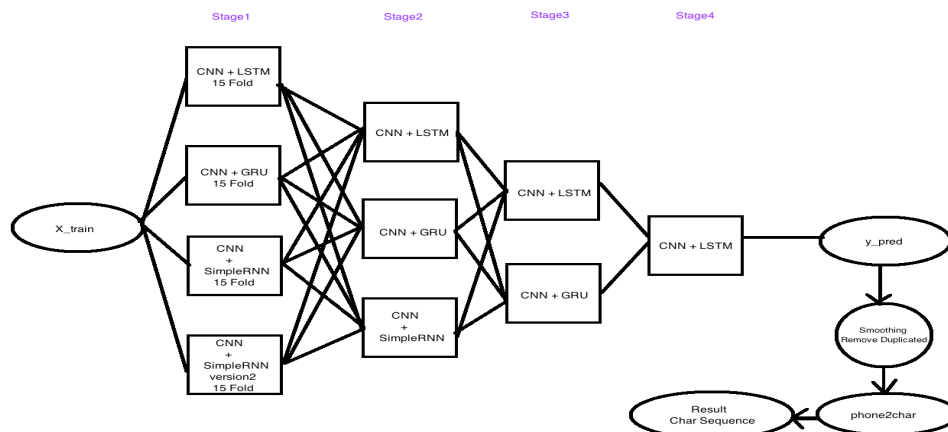 Stage1
Stage2
Stage3
Stage4
X_train
CNN + LSTM
15 Fold
CNN + GRU
15 Fold
CNN
+
SimpleRNN
15 Fold
CNN
+
SimpleRNN
version2
15 Fold
CNN + LSTM
CNN + GRU
CNN
+
SimpleRNN
CNN + LSTM
CNN + GRU
CNN + LSTM
y_pred
Smoothing
Remove Duplicated
phone2char
Result
Char Sequence